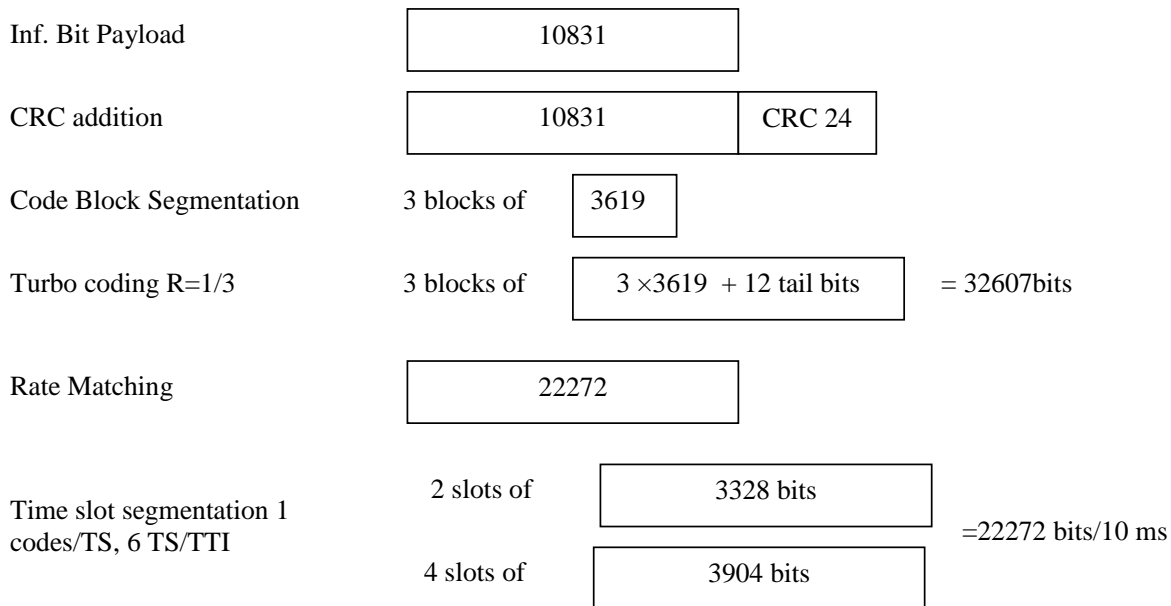 Inf. Bit Payload 10831
CRC addition 10831 CRC 24
Code Block Segmentation 3 blocks of 3619
Turbo coding R=1/3 3 blocks of 3 ×3619 + 12 tail bits = 32607bits
Rate Matching 22272
2 slots of 3328 bits
Time slot segmentation 1
codes/TS, 6 TS/TTI
=22272 bits/10 ms
4 slots of 3904 bits